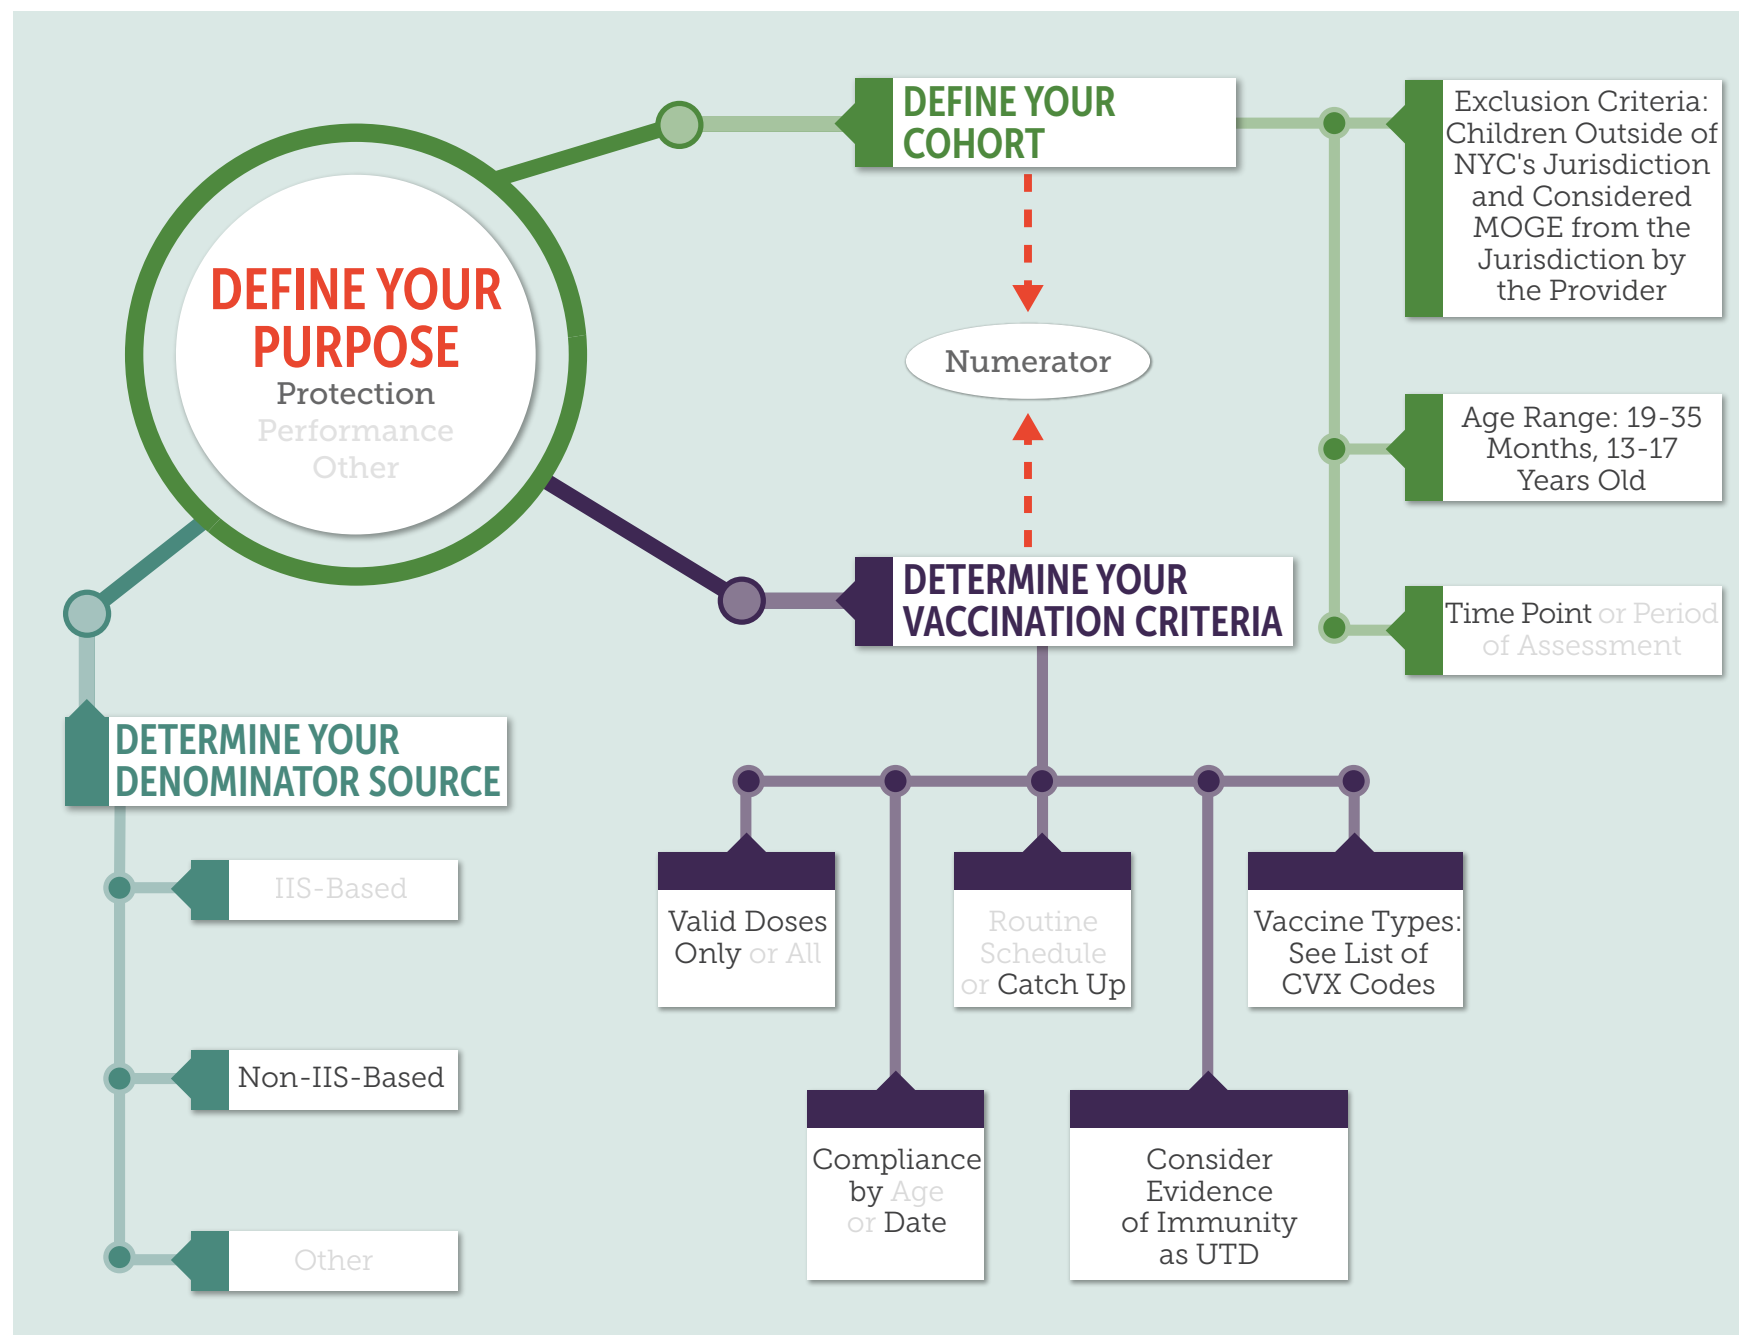 DEFINE YOUR
PURPOSE
Protection
Performance
Other
DEFINE YOUR
COHORT
Numerator
Exclusion Criteria:
Children Outside of
NYC's Jurisdiction
and Considered
MOGE from the
Jurisdiction by
the Provider
Age Range: 19-35
Months, 13-17
Years Old
Time Point or Period
of Assessment
DETERMINE YOUR
VACCINATION CRITERIA
Valid Doses
Only or All
Compliance
by Age
or Date
Routine
Schedule
or Catch Up
Consider
Evidence
of Immunity
as UTD
Vaccine Types:
See List of
CVX Codes
DETERMINE YOUR
DENOMINATOR SOURCE
IIS-Based
Non-IIS-Based
Other